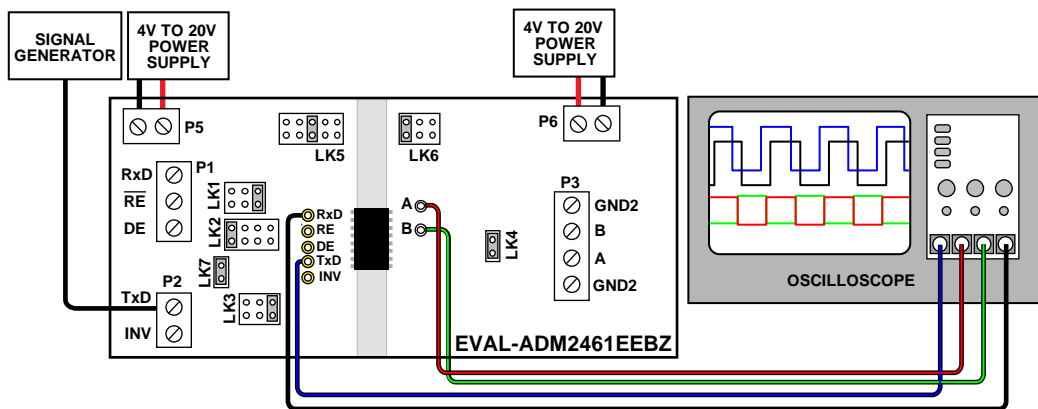 SIGNAL
GENERATOR
4V TO 20V
POWER
SUPPLY
4V TO 20V
POWER
SUPPLY
P5
P6
LK5
LK6
P1
RxD
RE
DE
LK1
LK2
LK7
LK3
P2
TxD
INV
RxD
RE
DE
TxD
INV
A
B
LK4
P3
GND2
B
A
GND2
EVAL-ADM2461EEBZ
OSCILLOSCOPE